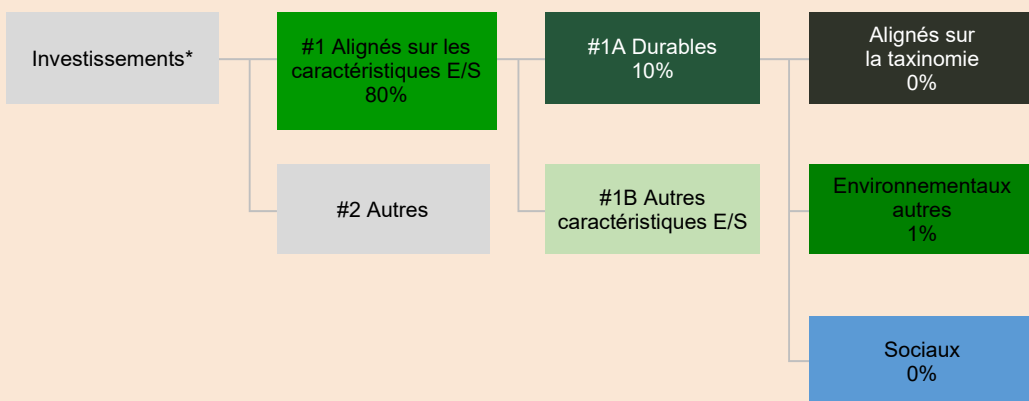 Investissements*
#1 Alignés sur les
caractéristiques E/S
80%
#1A Durables
10%
Alignés sur
la taxinomie
0%
#2 Autres
#1B Autres
caractéristiques E/S
Environnementaux
autres
1%
Sociaux
0%